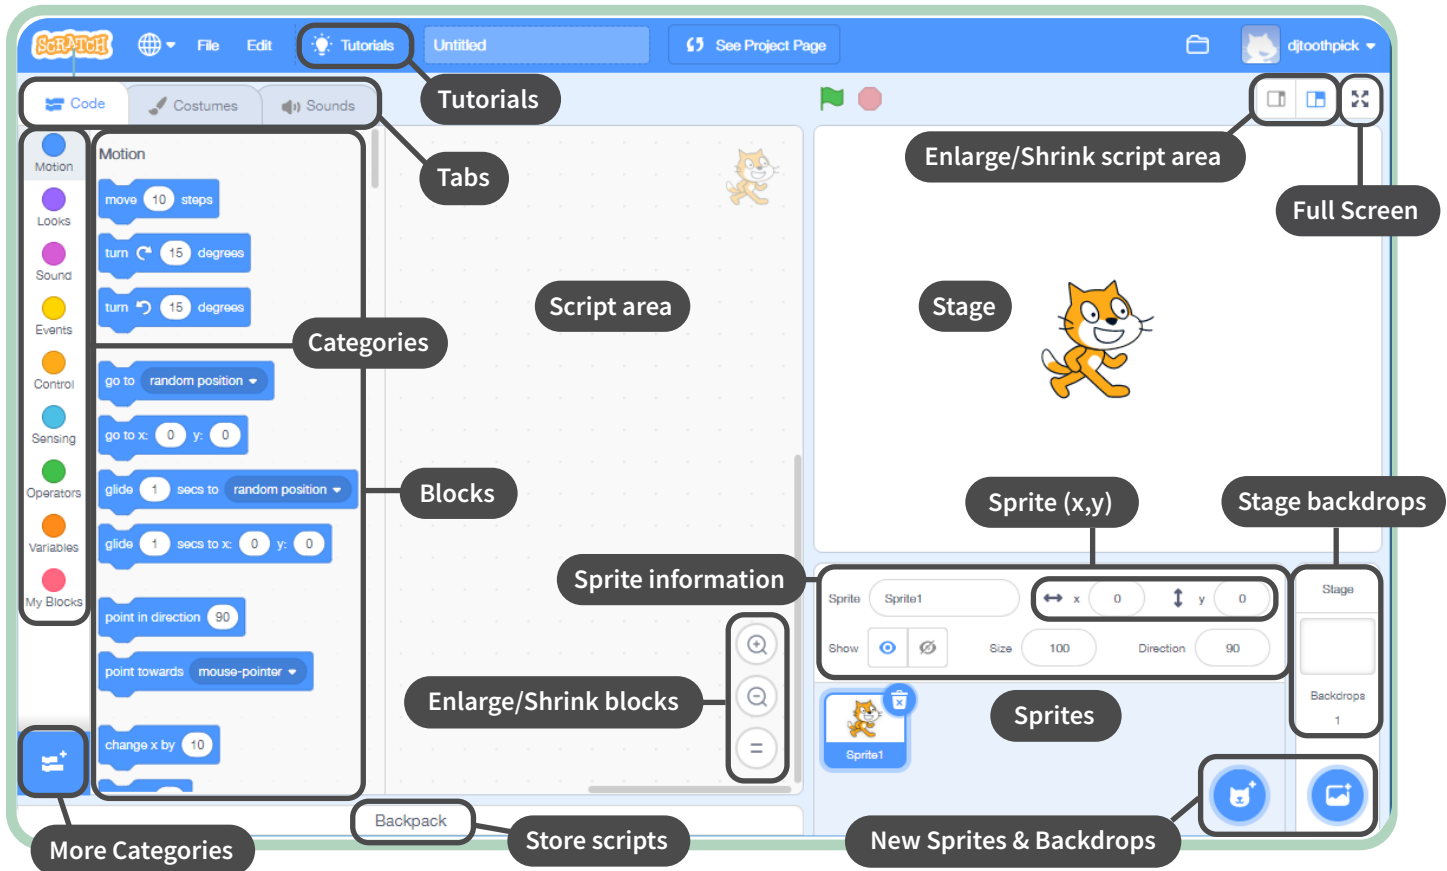 SCRATCH
File
Edit
Tutorials
Untitled
See Project Page
djtoothpick
Code
Costumes
Sounds
Tutorials
Tabs
Enlarge/Shrink script area
Full Screen
Motion
Looks
Sound
Events
Control
Sensing
Operators
Variables
My Blocks
Motion
move 10 steps
turn 15 degrees
turn 15 degrees
Categories
go to random position
go to x: 0 y: 0
glide 1 secs to random position
glide 1 secs to x: 0 y: 0
point in direction 90
point towards mouse-pointer
change x by 10
Script area
Blocks
Enlarge/Shrink blocks
Stage
Sprite (x,y)
Stage backdrops
Sprite information
Sprite Sprite1 x 0 y 0
Show Size 100 Direction 90
Stage
Backdrops
1
Sprites
Sprite1
Backpack
More Categories
Store scripts
New Sprites & Backdrops